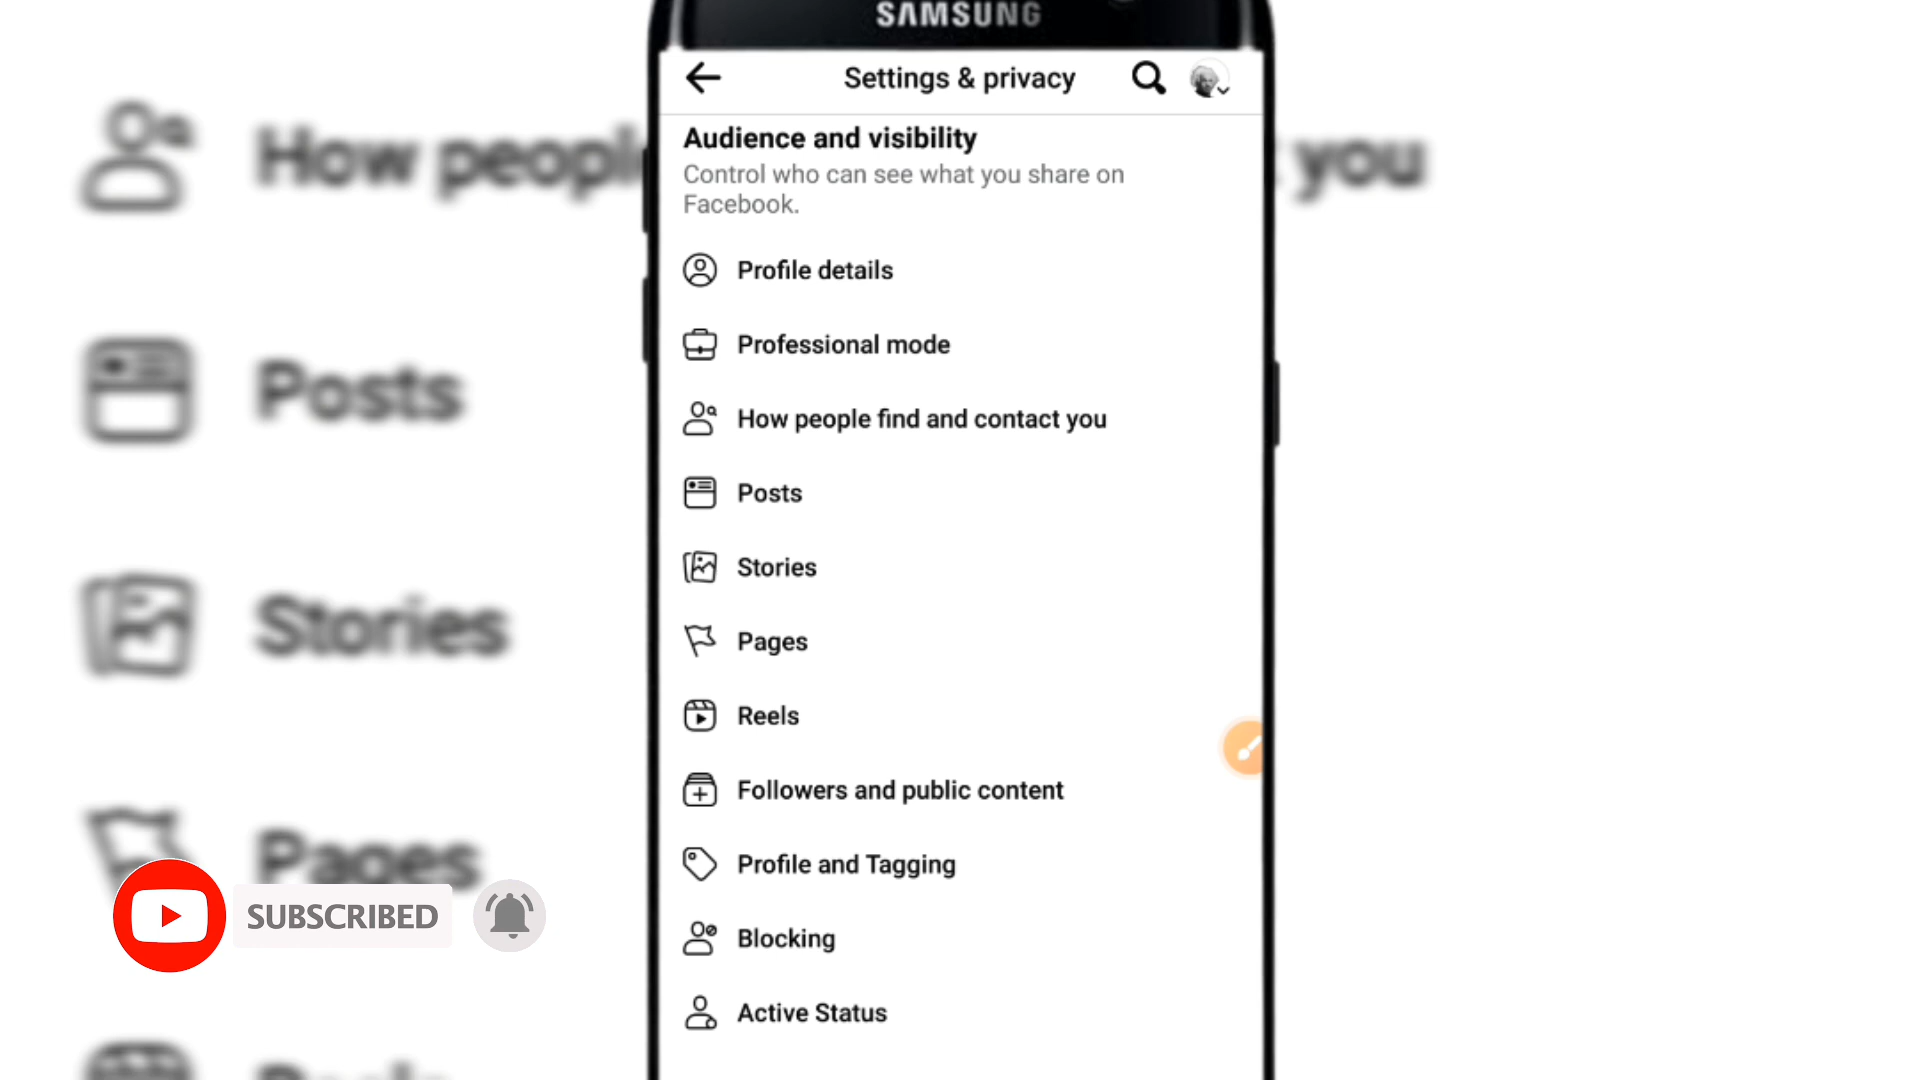 SAMSUNG
Settings & privacy
Audience and visibility
Control who can see what you share on
Facebook.
Profile details
Professional mode
How people find and contact you
Posts
Stories
Pages
Reels
Followers and public content
Profile and Tagging
Blocking
Active Status
How people
you
Posts
Stories
Pages
SUBSCRIBED